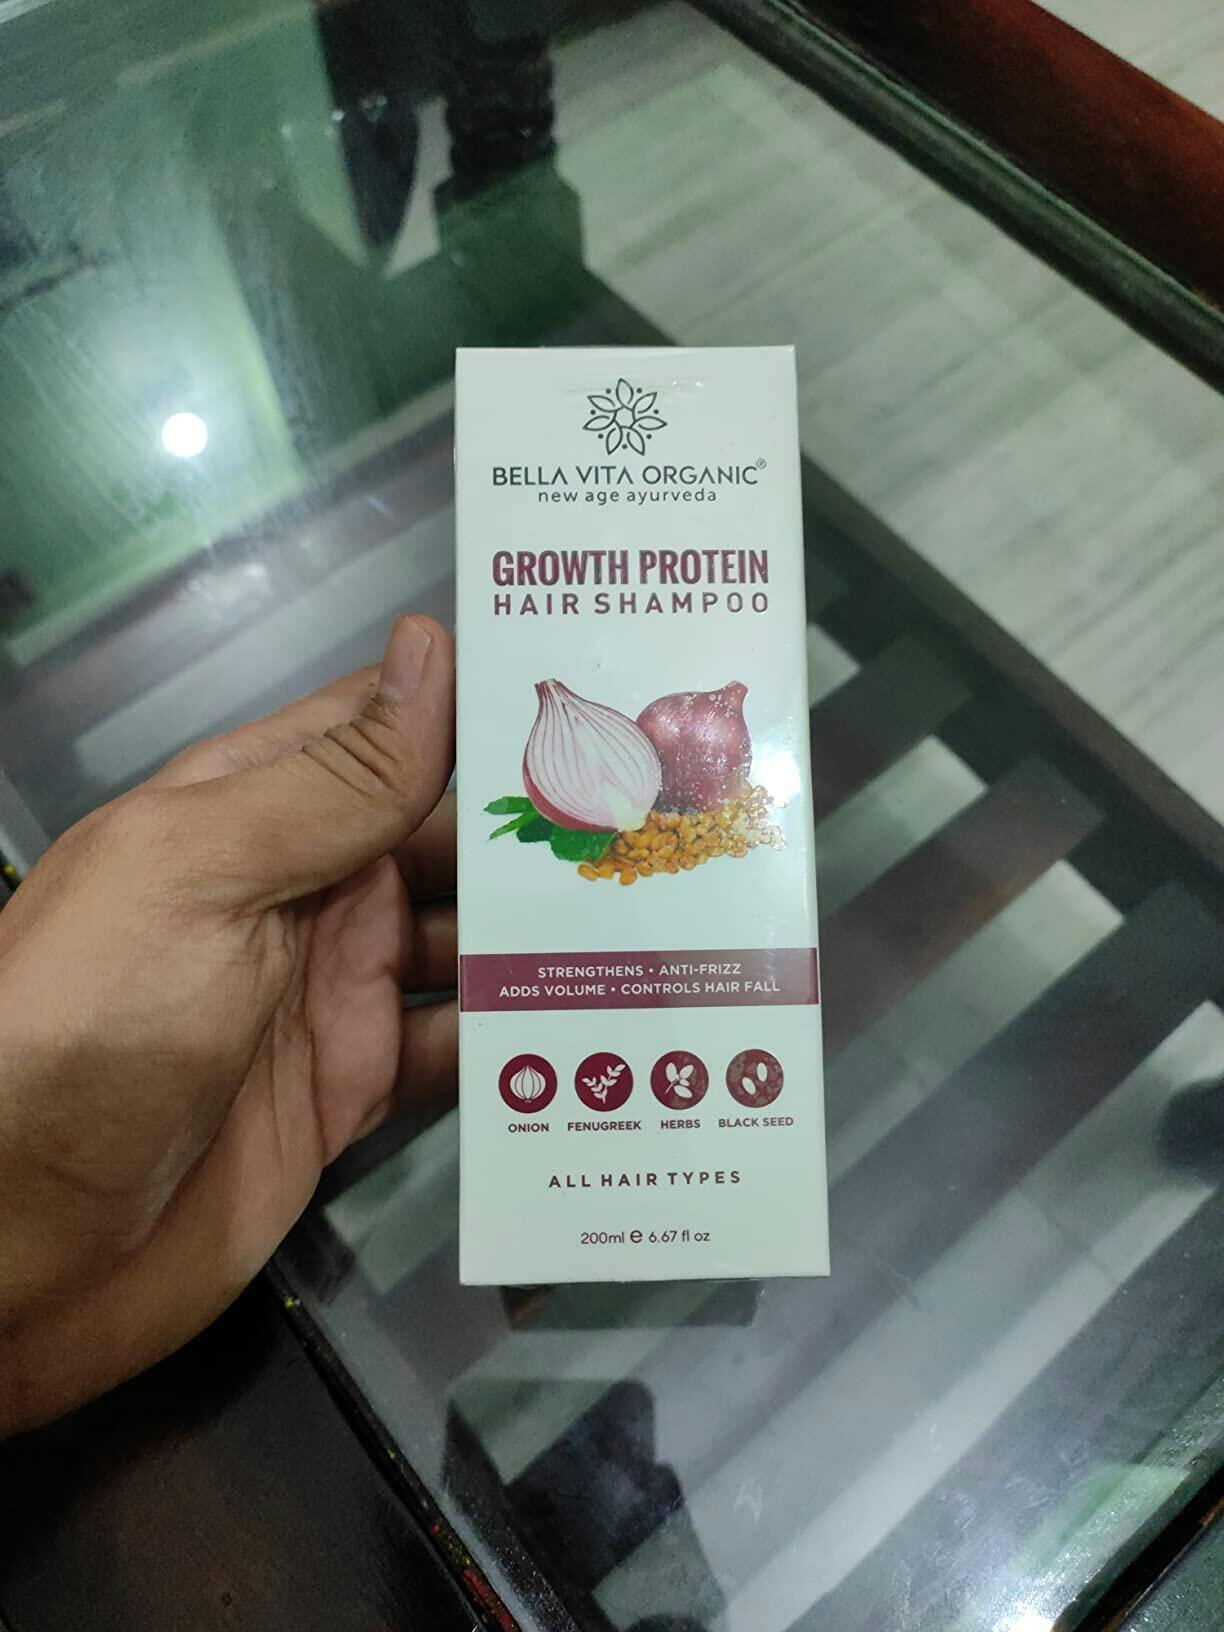 BELLA VITA ORGANIC®
new age ayurveda
GROWTH PROTEIN
HAIR SHAMPOO
STRENGTHENS • ANTI-FRIZZ
ADDS VOLUME • CONTROLS HAIR FALL
ONION FENUGREEK HERBS BLACK SEED
ALL HAIR TYPES
200ml e 6.67 fl oz